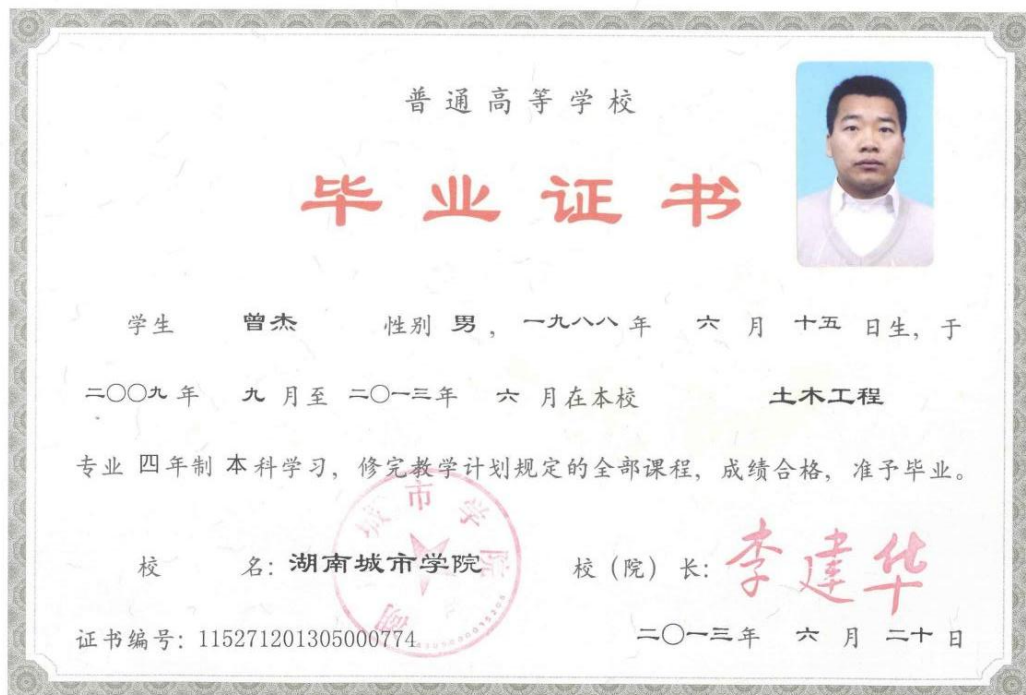 普通高等学校
毕业证书
学生 曾杰 性别 男，一九八八年 六 月 十五 日生，于
二〇〇九年 九 月至 二〇一三年 六 月在本校 土木工程
专业 四年制 本科学习，修完教学计划规定的全部课程，成绩合格，准予毕业。
校 名：湖南城市学院 校（院）长：李建华
证书编号：115271201305000774 二〇一三年 六 月 二十 日